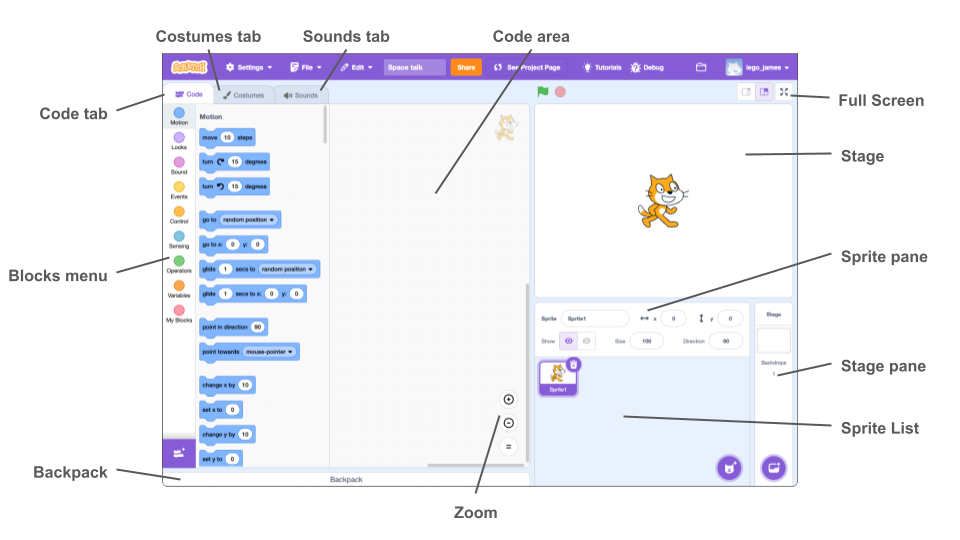 Costumes tab
Sounds tab
Code area
SCRATCH
Settings
File
Edit
Space talk
Share
See Project Page
Tutorials
Debug
lego_james
Code tab
Code
Costumes
Sounds
Full Screen
Motion
Looks
Sound
Events
Control
Sensing
Operators
Variables
My Blocks
Motion
move 10 steps
turn 15 degrees
turn 15 degrees
go to random position
go to x: 0 y: 0
glide 1 secs to random position
glide 1 secs to x: 0 y: 0
point in direction 90
point towards mouse-pointer
change x by 10
set x to 0
change y by 10
set y to 0
Blocks menu
Stage
Sprite pane
Sprite Sprite1 x 0 y 0
Show Size 100 Direction 90
Stage
Backdrops
1
Sprite1
Stage pane
Sprite List
Backpack
Backpack
Zoom